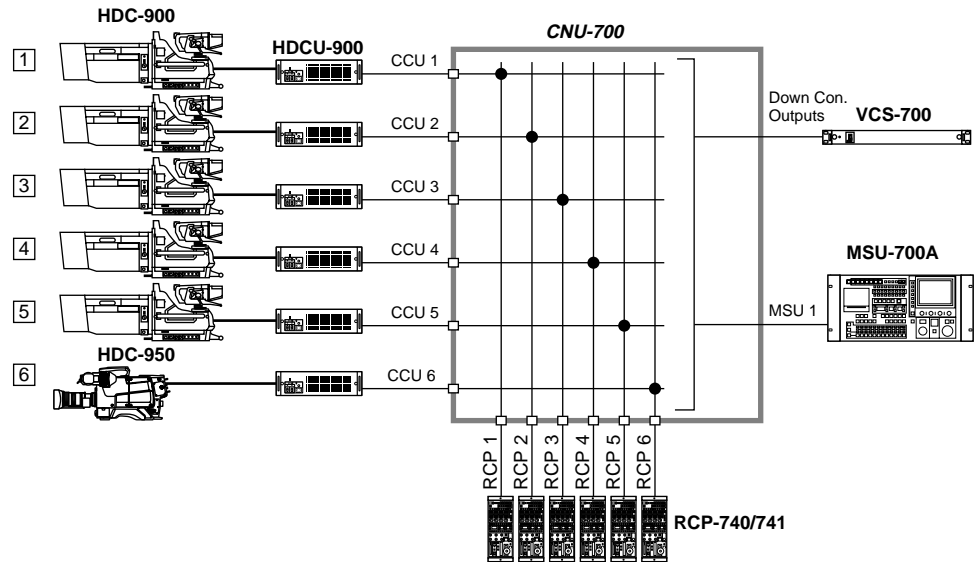 HDC-900
HDCU-900
CNU-700
1
CCU 1
2
CCU 2
Down Con.
Outputs
VCS-700
3
CCU 3
4
CCU 4
MSU-700A
5
CCU 5
MSU 1
HDC-950
6
CCU 6
RCP 1
RCP 2
RCP 3
RCP 4
RCP 5
RCP 6
RCP-740/741